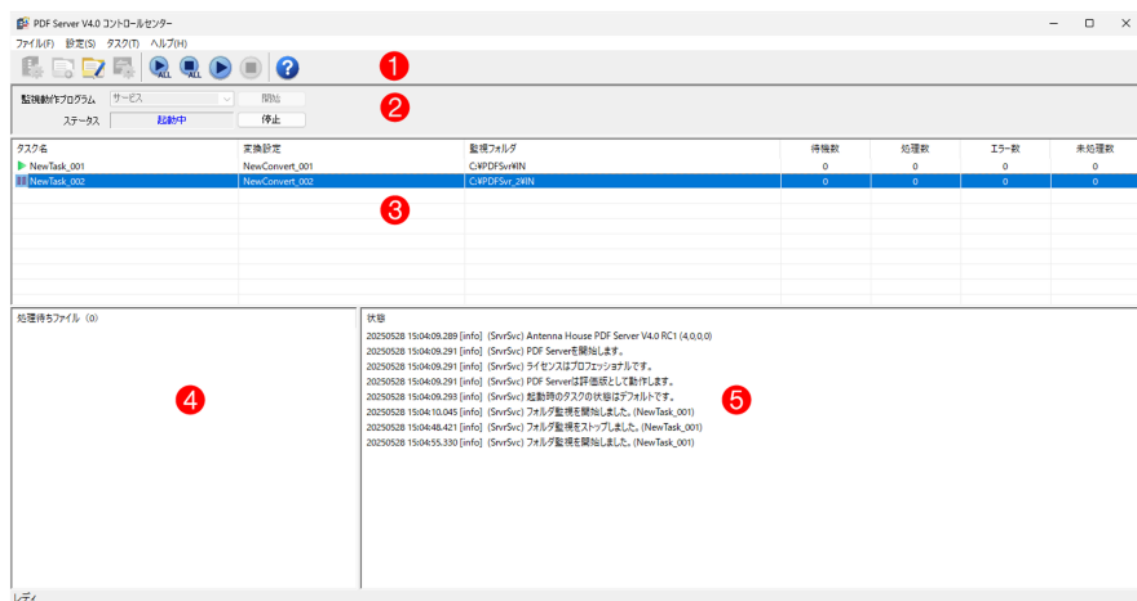 PDF Server V4.0 コントロールセンター
ファイル(F) 設定(S) タスク(T) ヘルプ(H)
ALL ALL ? 1
監視動作プログラム サービス 開始
2
ステータス 起動中 停止
タスク名 変換設定 監視フォルダ 待機数 処理数 エラー数 未処理数
NewTask_001 NewConvert_001 C:¥PDFSvr¥IN 0 0 0 0
NewTask_002 NewConvert_002 C:¥PDFSvr_2¥IN 0 0 0 0
3
処理待ちファイル (0)
4
状態
20250528 15:04:09.289 [info] (SrvrSvc) Antenna House PDF Server V4.0 RC1 (4,0,0,0)
20250528 15:04:09.291 [info] (SrvrSvc) PDF Serverを開始します。
20250528 15:04:09.291 [info] (SrvrSvc) ライセンスはプロフェッショナルです。
20250528 15:04:09.291 [info] (SrvrSvc) PDF Serverは評価版として動作します。
20250528 15:04:09.293 [info] (SrvrSvc) 起動時のタスクの状態はデフォルトです。
20250528 15:04:10.045 [info] (SrvrSvc) フォルダ監視を開始しました。(NewTask_001)
20250528 15:04:48.421 [info] (SrvrSvc) フォルダ監視をストップしました。(NewTask_001)
20250528 15:04:55.330 [info] (SrvrSvc) フォルダ監視を開始しました。(NewTask_001)
5
レディ